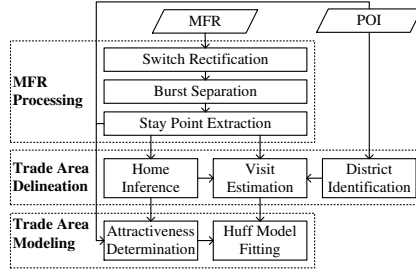 MFR
POI
MFR
Processing
Switch Rectification
Burst Separation
Stay Point Extraction
Trade Area
Delineation
Home
Inference
Visit
Estimation
District
Identification
Trade Area
Modeling
Attractiveness
Determination
Huff Model
Fitting